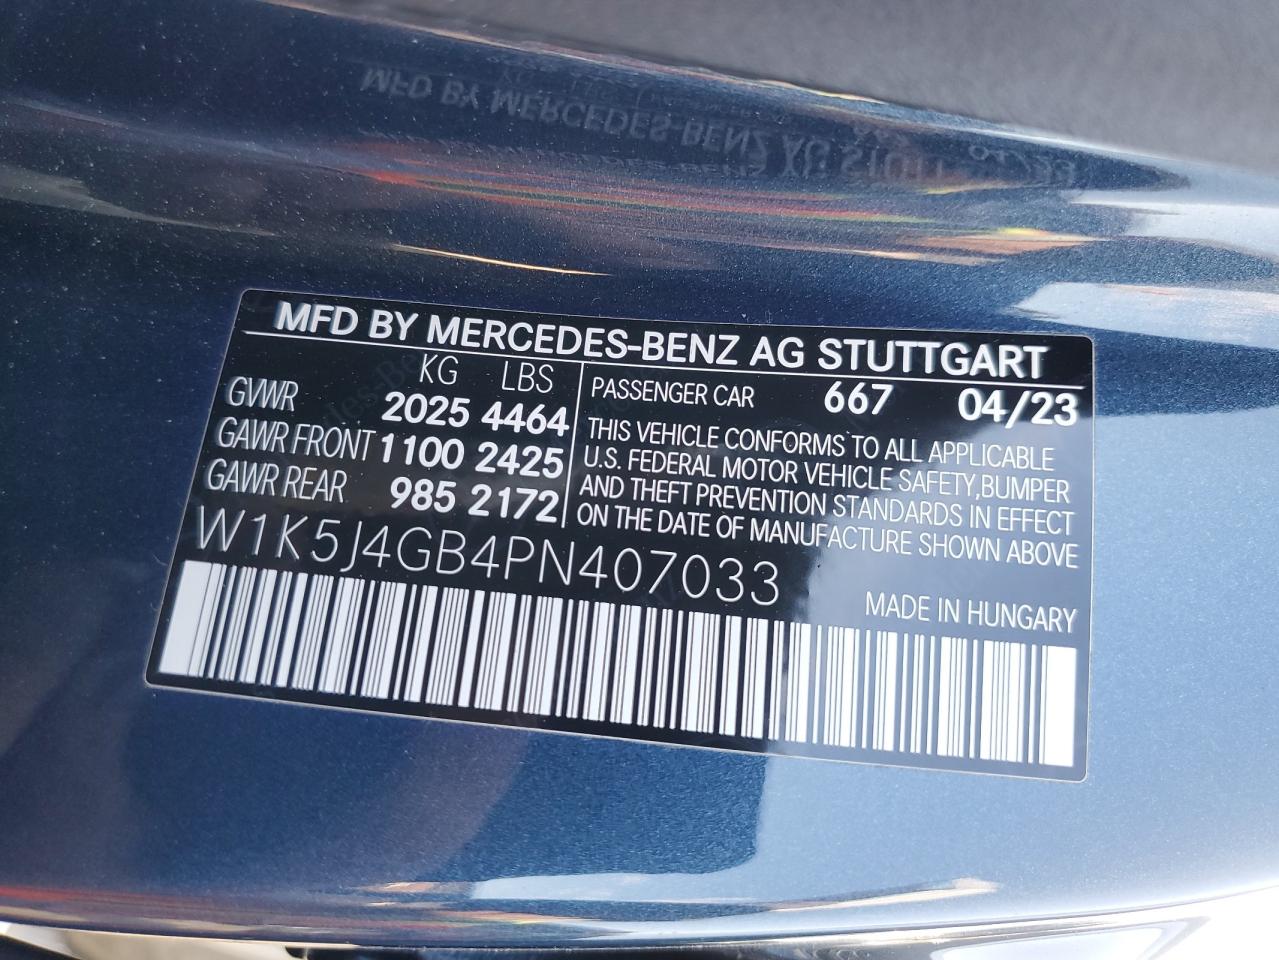 MFD BY MERCEDES-BENZ AG STUTTGART
KG LBS
GVWR 2025 4464
GAWR FRONT 1100 2425
GAWR REAR 985 2172
PASSENGER CAR 667 04/23
THIS VEHICLE CONFORMS TO ALL APPLICABLE
U.S. FEDERAL MOTOR VEHICLE SAFETY,BUMPER
AND THEFT PREVENTION STANDARDS IN EFFECT
ON THE DATE OF MANUFACTURE SHOWN ABOVE
W1K5J4GB4PN407033
MADE IN HUNGARY